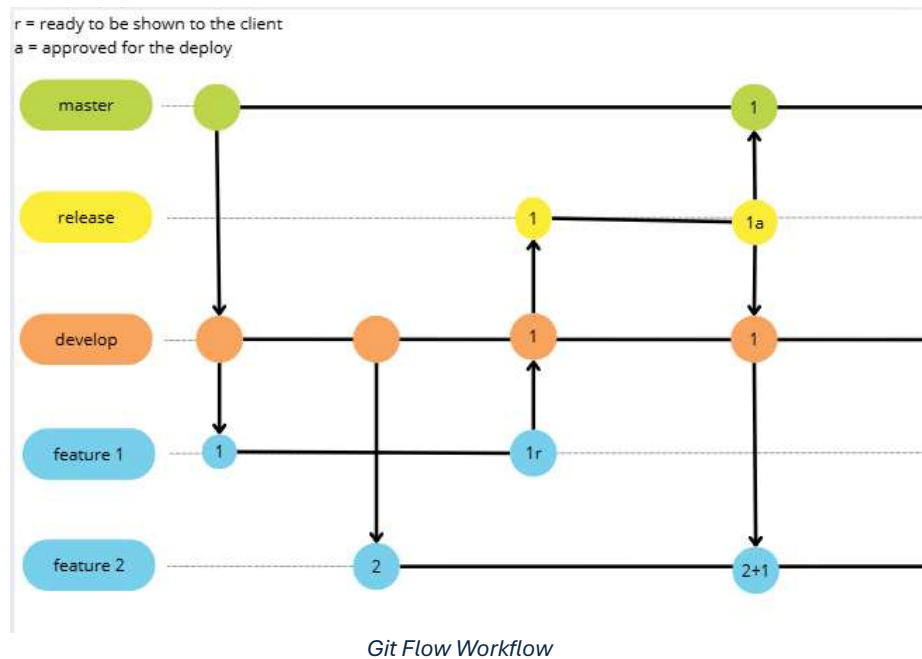 r = ready to be shown to the client
a = approved for the deploy
master
1
release
1
1a
develop
1
1
feature 1
1
1r
feature 2
2
2+1
Git Flow Workflow